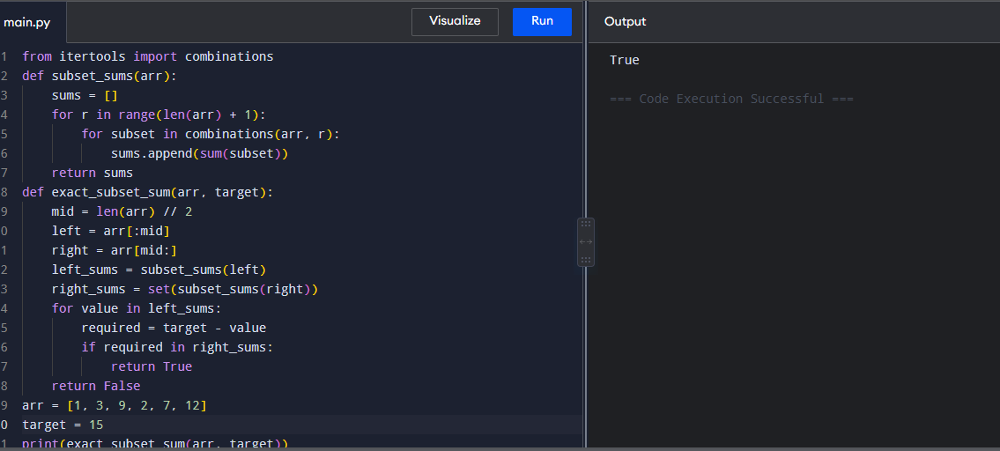 main.py
Visualize
Run
Output
1 from itertools import combinations
2 def subset_sums(arr):
3 sums = []
4 for r in range(len(arr) + 1):
5 for subset in combinations(arr, r):
6 sums.append(sum(subset))
7 return sums
8 def exact_subset_sum(arr, target):
9 mid = len(arr) // 2
0 left = arr[:mid]
1 right = arr[mid:]
2 left_sums = subset_sums(left)
3 right_sums = set(subset_sums(right))
4 for value in left_sums:
5 required = target - value
6 if required in right_sums:
7 return True
8 return False
9 arr = [1, 3, 9, 2, 7, 12]
0 target = 15
1 print(exact_subset_sum(arr, target))
True
=== Code Execution Successful ===